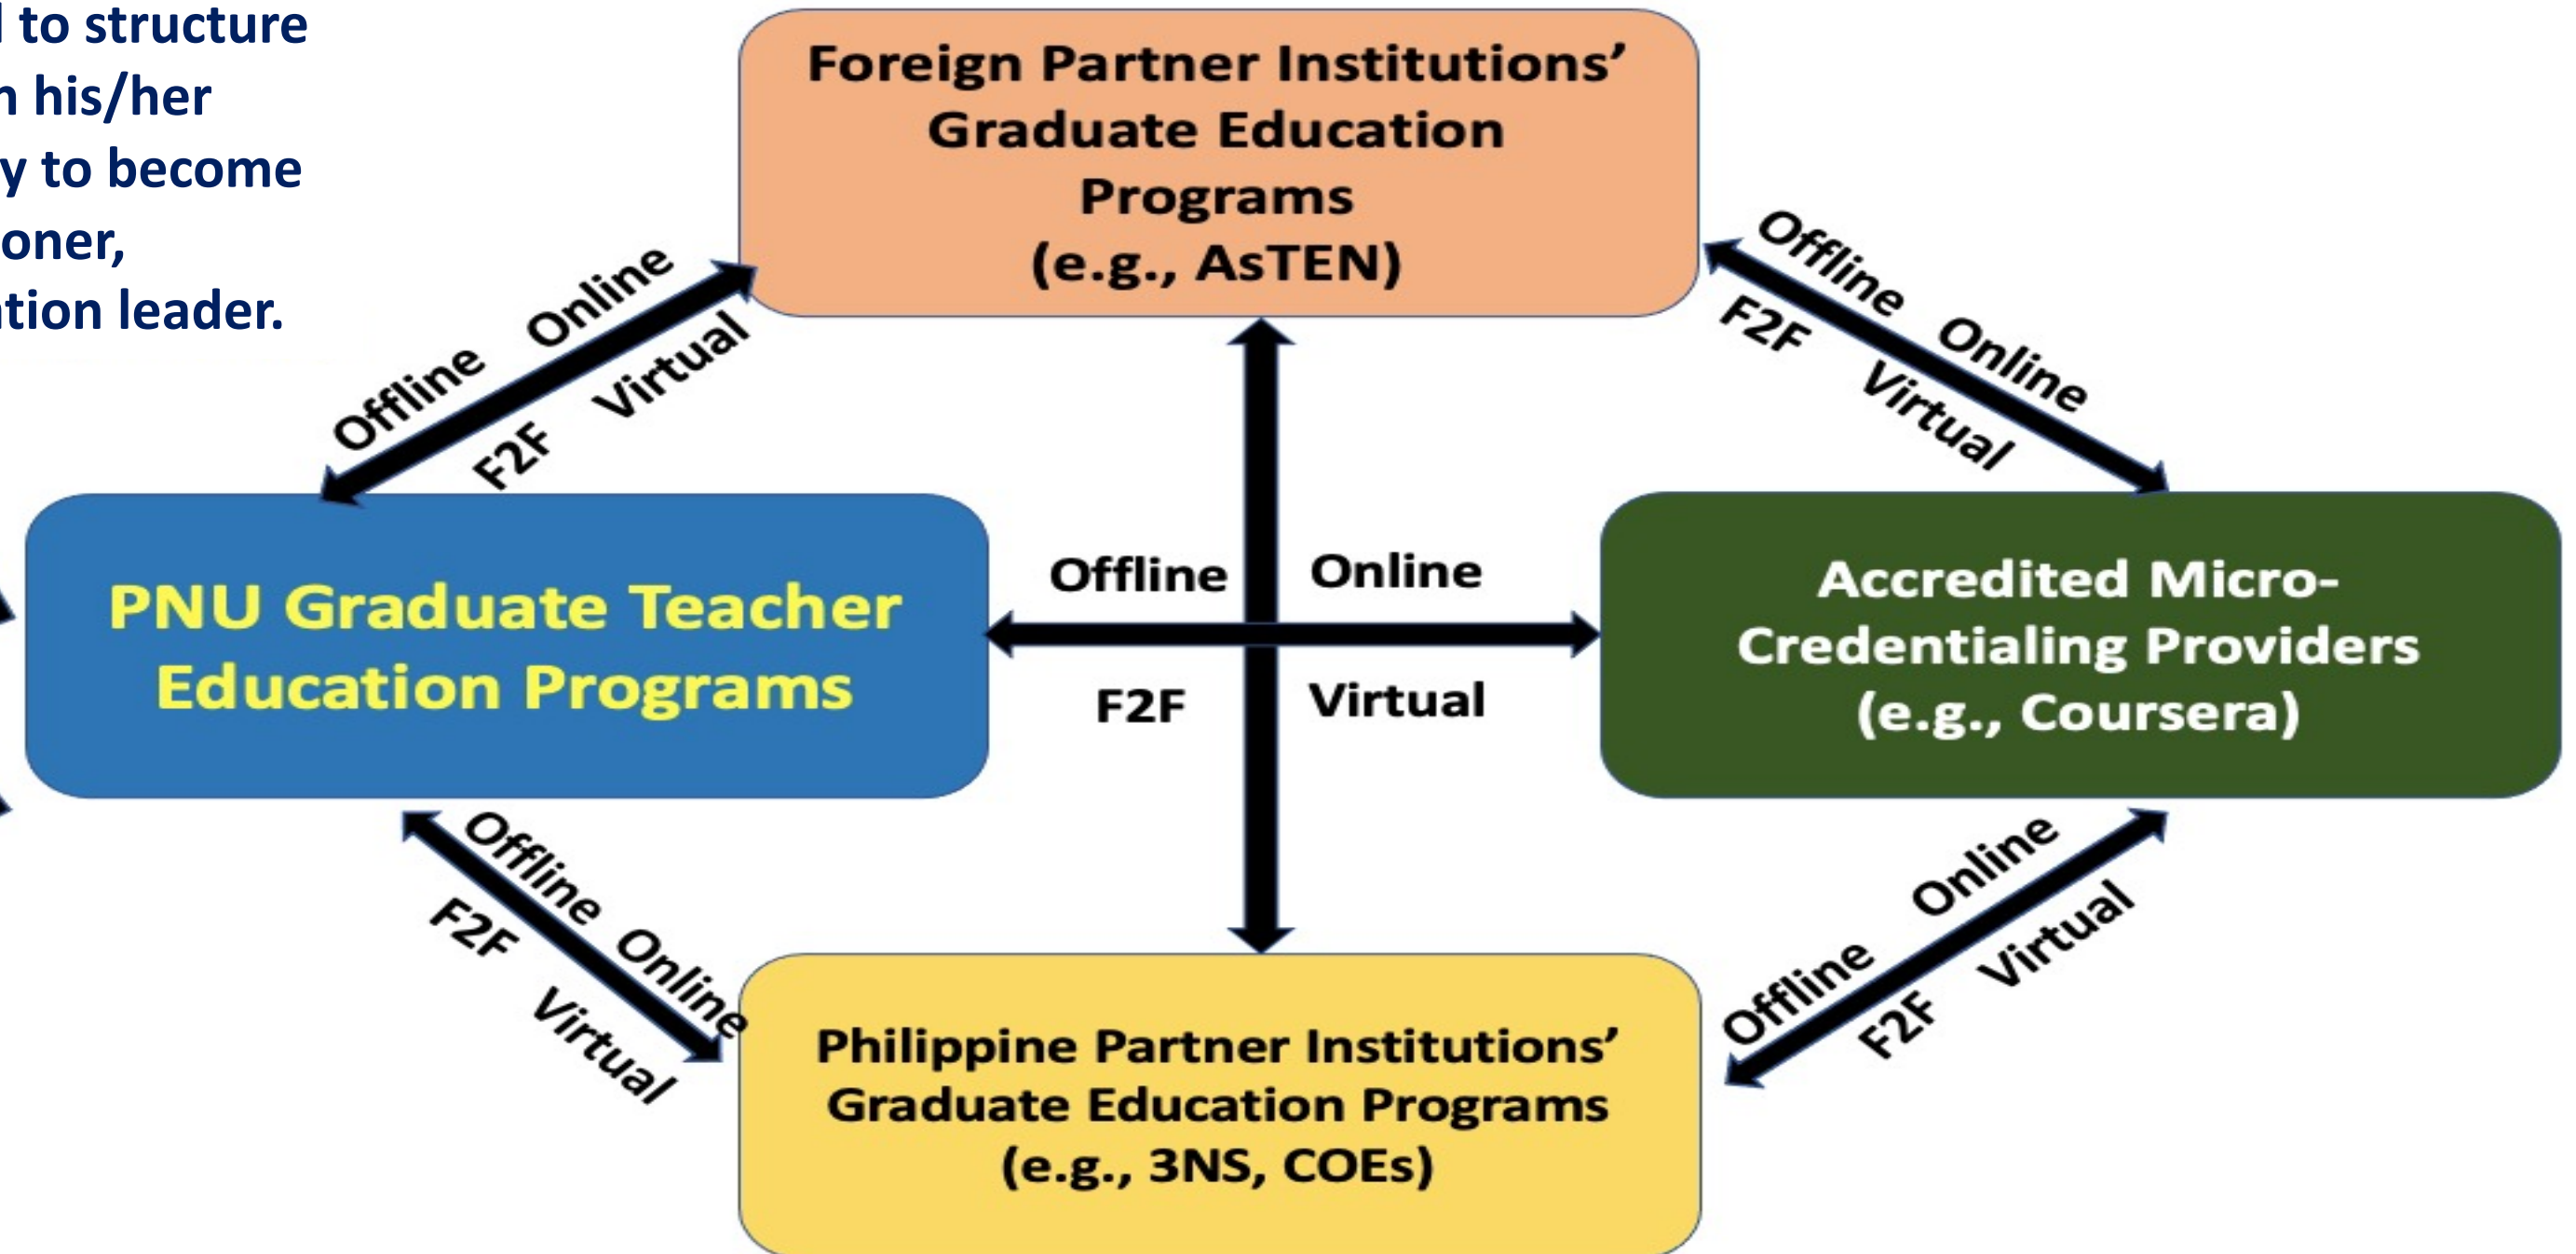 to structure
his/her
to become
leader.
Foreign Partner Institutions’
Graduate Education
Programs
(e.g., AsTEN)
Offline Online
F2F Virtual
Offline Online
F2F Virtual
PNU Graduate Teacher
Education Programs
Offline Online
F2F Virtual
Accredited Micro-
Credentialing Providers
(e.g., Coursera)
Offline Online
F2F Virtual
Offline Online
F2F Virtual
Philippine Partner Institutions’
Graduate Education Programs
(e.g., 3NS, COEs)